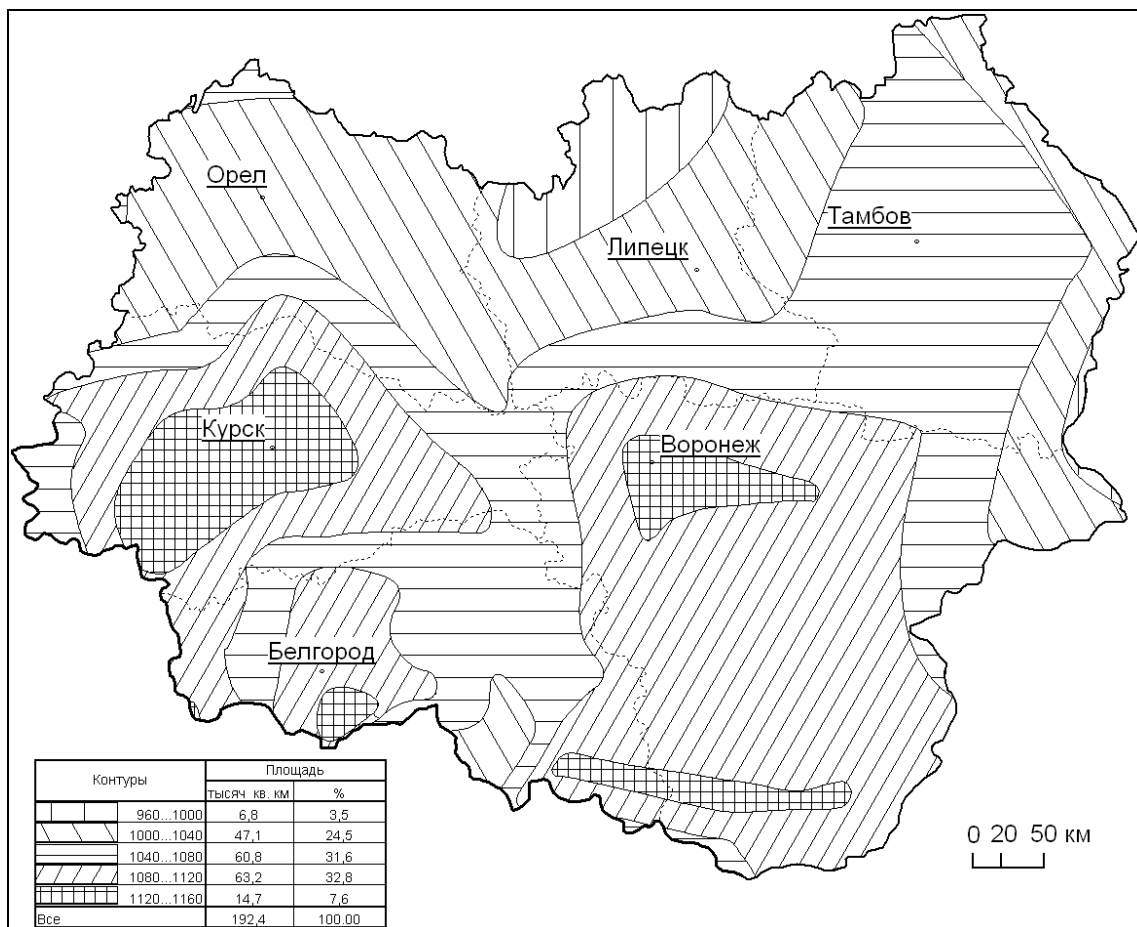 Орел
Тамбов
Липецк
Курск
Воронеж
Белгород
Контуры Площадь
тысяч кв. км %
960...1000 6,8 3,5
1000...1040 47,1 24,5
1040...1080 60,8 31,6
1080...1120 63,2 32,8
1120...1160 14,7 7,6
Все 192,4 100.00
0 20 50 км